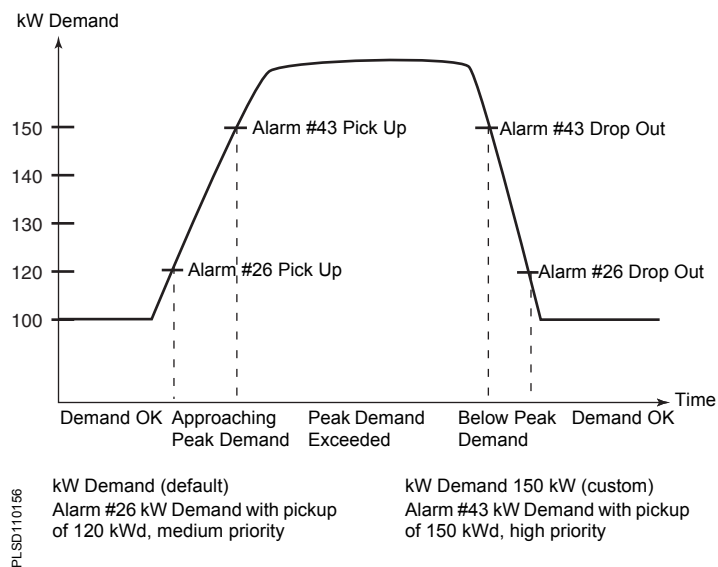 kW Demand
150
140
130
120
100
Alarm #43 Pick Up
Alarm #43 Drop Out
Alarm #26 Pick Up
Alarm #26 Drop Out
Time
Demand OK
Approaching
Peak Demand
Peak Demand
Exceeded
Below Peak
Demand
Demand OK
kW Demand (default)
Alarm #26 kW Demand with pickup
of 120 kWd, medium priority
kW Demand 150 kW (custom)
Alarm #43 kW Demand with pickup
of 150 kWd, high priority
PLSD110156